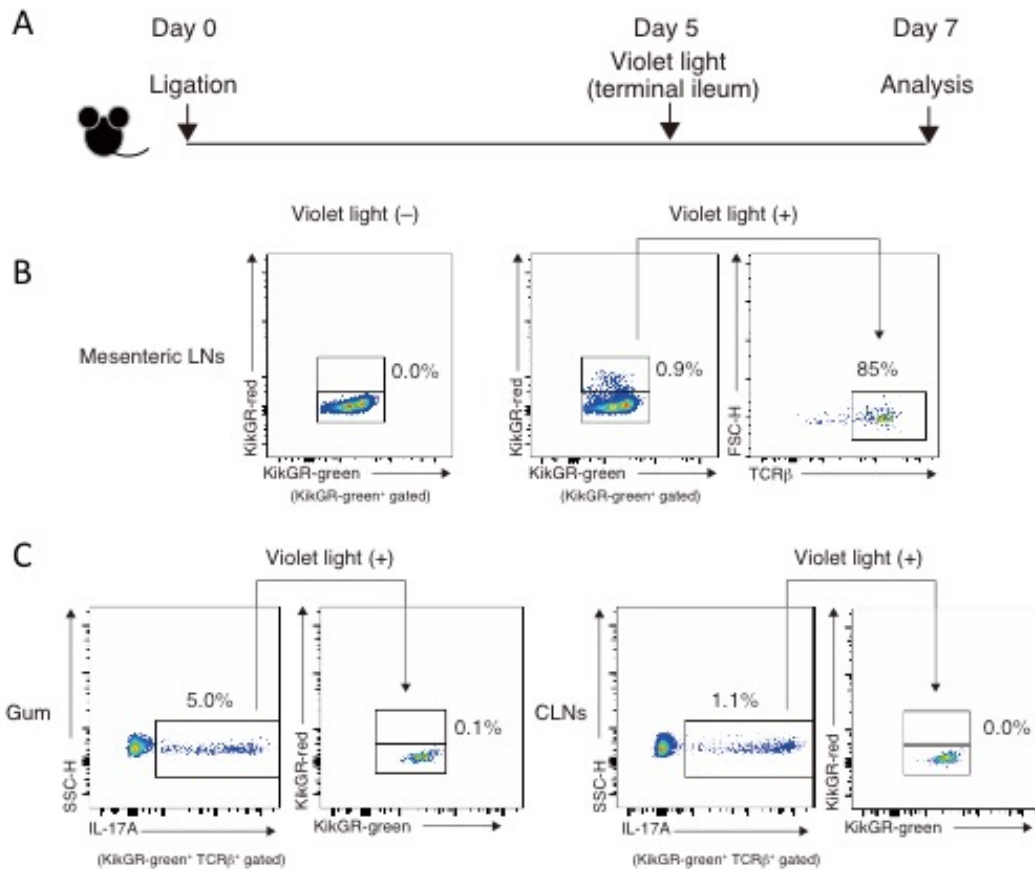 A
Day 0
Day 5
Day 7
Ligation
Violet light
(terminal ileum)
Analysis
B
Violet light (–)
Violet light (+)
Mesenteric LNs
KikGR-red
0.0%
KikGR-green
(KikGR-green⁺ gated)
KikGR-red
0.9%
KikGR-green
(KikGR-green⁺ gated)
FSC-H
85%
TCRβ
C
Violet light (+)
Violet light (+)
Gum
SSC-H
5.0%
IL-17A
(KikGR-green⁺ TCRβ⁺ gated)
KikGR-red
0.1%
KikGR-green
CLNs
SSC-H
1.1%
IL-17A
(KikGR-green⁺ TCRβ⁺ gated)
KikGR-red
0.0%
KikGR-green